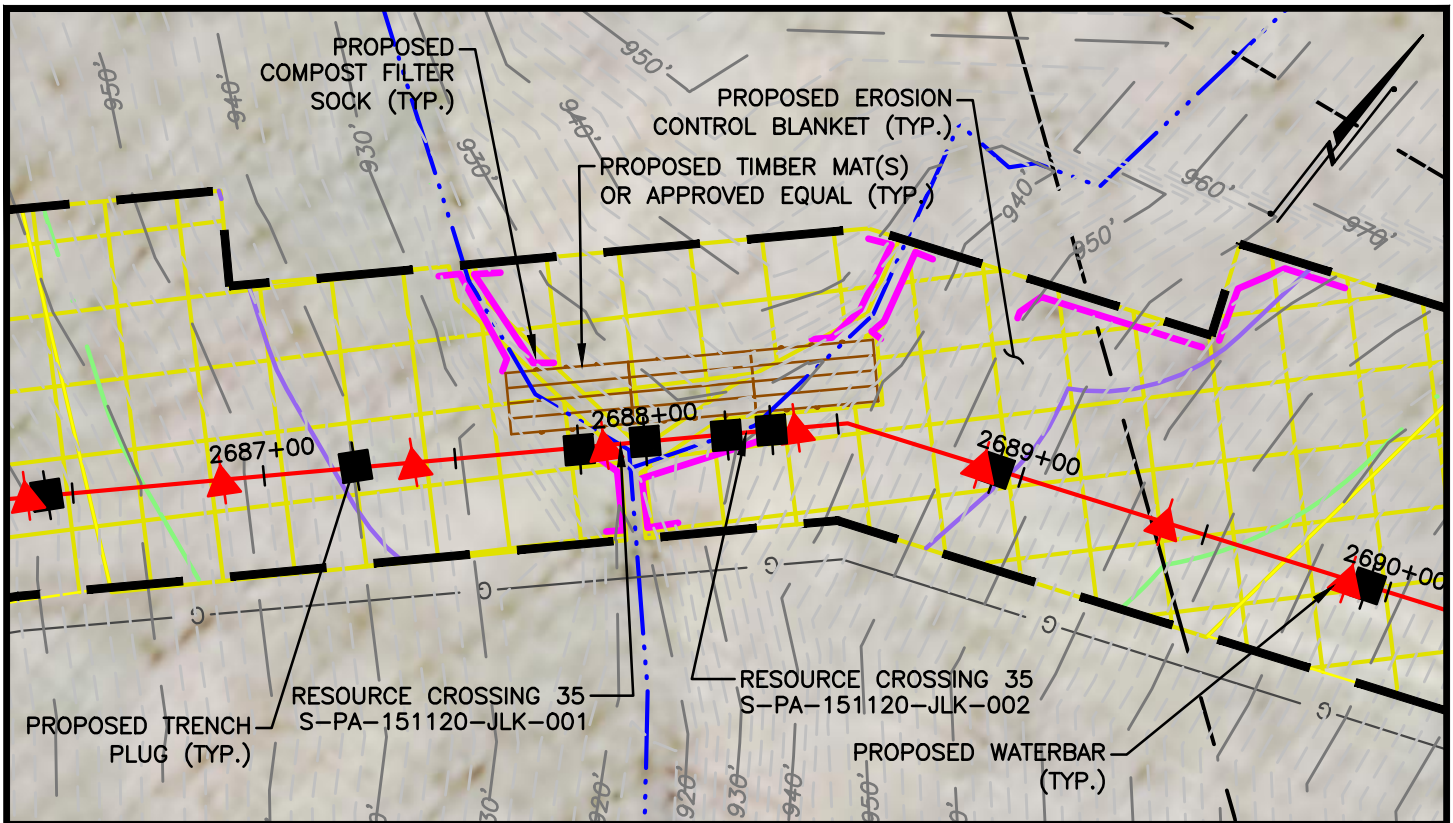 PROPOSED
COMPOST FILTER
SOCK (TYP.)
950'
940'
930'
930'
940'
950'
PROPOSED EROSION
CONTROL BLANKET (TYP.)
PROPOSED TIMBER MAT(S)
OR APPROVED EQUAL (TYP.)
940'
950'
960'
970'
2687+00
2688+00
2689+00
2690+00
G
G
G
G
G
RESOURCE CROSSING 35
S-PA-151120-JLK-001
RESOURCE CROSSING 35
S-PA-151120-JLK-002
PROPOSED TRENCH
PLUG (TYP.)
PROPOSED WATERBAR
(TYP.)
920'
920'
930'
940'